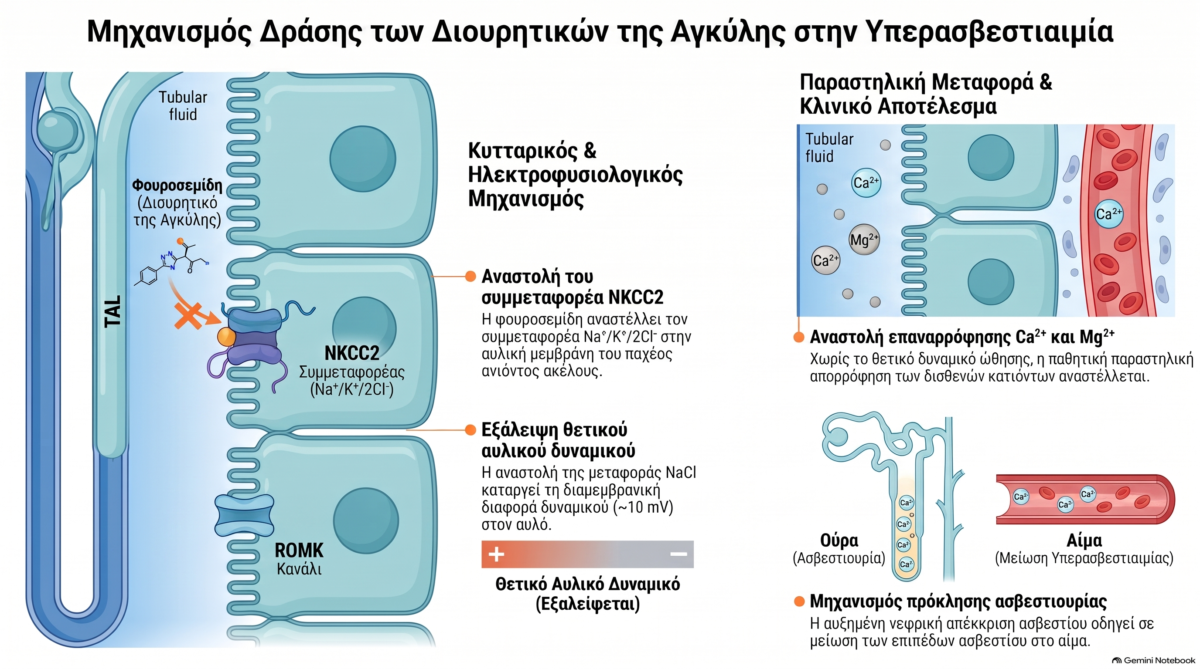 Μηχανισμός Δράσης των Διουρητικών της Αγκύλης στην Υπερασβεστιαιμία
Tubular
fluid
Φουροσεμίδη
(Δισυρητικό
της Αγκύλης)
TAL
NKCC2
Συμμεταφορέας
(Na⁺/K⁺/2Cl⁻)
ROMK
Κανάλι
Κυτταρικός &
Ηλεκτροφυσιολογικός
Μηχανισμός
Αναστολή του
συμμεταφορέα NKCC2
Η φουροσεμίδη αναστέλλει τον
συμμεταφορέα Na⁺/K⁺/2Cl⁻ στην
αυλική μεμβράνη του παχέος
ανιόντος ακέλους.
Εξάλειψη θετικού
αυλικού δυναμικού
Η αναστολή της μεταφοράς NaCl
καταργεί τη διαμεμβρανική
διαφορά δυναμικού (~10 mV)
στον αυλό.
+ −
Θετικό Αυλικό Δυναμικό
(Εξαλείφεται)
Παραστηλική Μεταφορά &
Κλινικό Αποτέλεσμα
Tubular
fluid
Ca²⁺
Mg²⁺
Ca²⁺
Ca²⁺
Αναστολή επαναρρόφησης Ca²⁺ και Mg²⁺
Χωρίς το θετικό δυναμικό ώθησης, η παθητική παραστηλική
απορρόφηση των δισθενών κατιόντων αναστέλλεται.
Ca²
Ca²
Ca²
Ca²
Ούρα
(Ασβεστιουρία)
Ca²
Ca²
Ca²
Αίμα
(Μείωση Υπερασβεστιαιμίας)
Μηχανισμός πρόκλησης ασβεστιουρίας
Η αυξημένη νεφρική απέκκριση ασβεστίου οδηγεί σε
μείωση των επιπέδων ασβεστίσυ στο αίμα.
Gemini Notebook